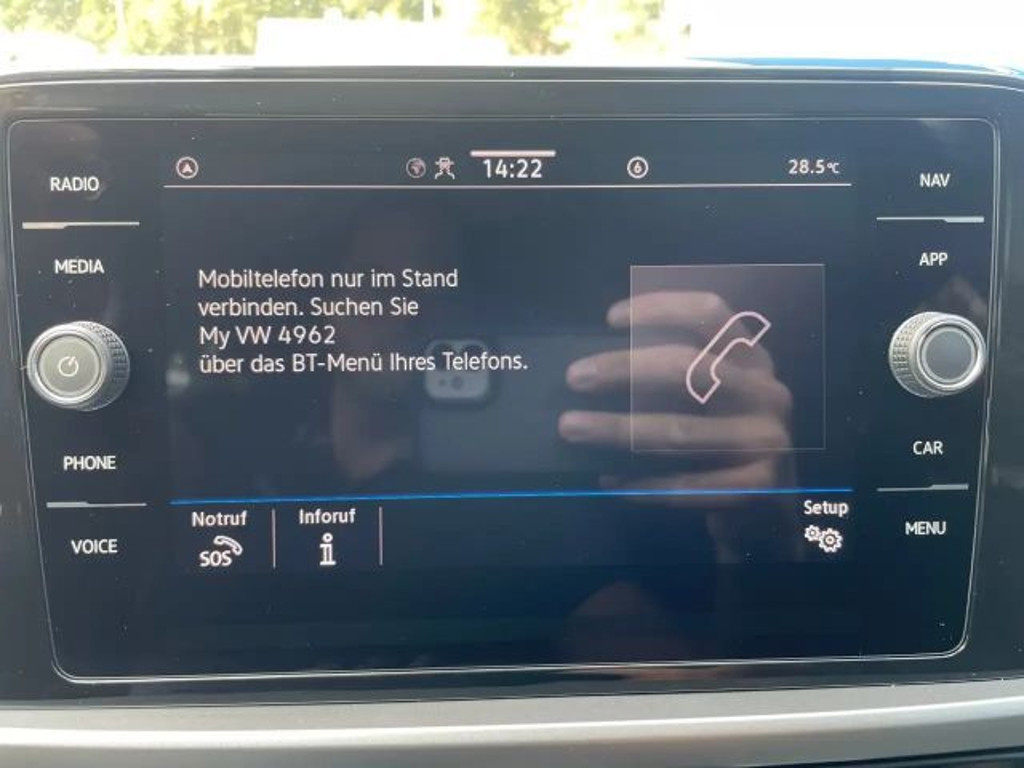 14:22
6
28.5°C
RADIO
MEDIA
PHONE
VOICE
Mobiltelefon nur im Stand
verbinden. Suchen Sie
My VW 4962
über das BT-Menü Ihres Telefons.
Notruf
SOS
Inforuf
i
Setup
NAV
APP
CAR
MENU